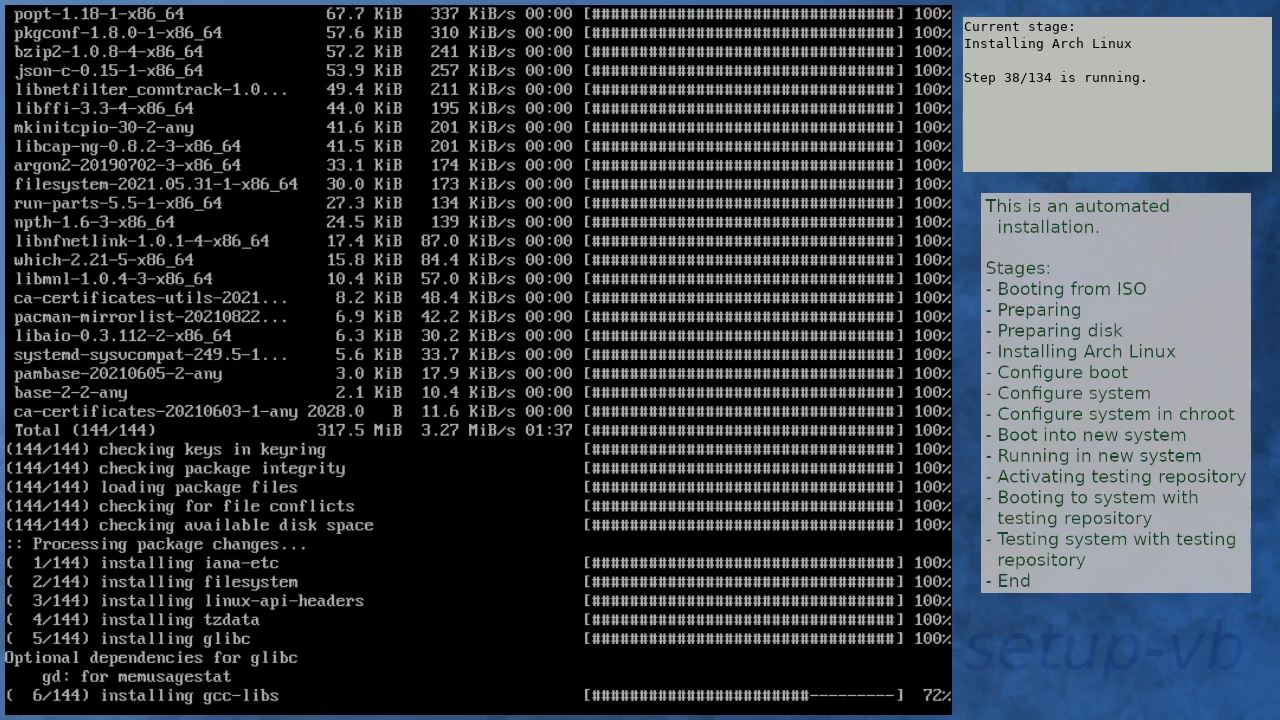 popt-1.18-1-x86_64 67.7 KiB 337 KiB/s 00:00 [################################] 100%
pkgconf-1.8.0-1-x86_64 57.6 KiB 310 KiB/s 00:00 [################################] 100%
bzip2-1.0.8-4-x86_64 57.2 KiB 241 KiB/s 00:00 [################################] 100%
json-c-0.15-1-x86_64 53.9 KiB 257 KiB/s 00:00 [################################] 100%
libnetfilter_conntrack-1.0... 49.4 KiB 211 KiB/s 00:00 [################################] 100%
libffi-3.3-4-x86_64 44.0 KiB 195 KiB/s 00:00 [################################] 100%
mkinitcpio-30-2-any 41.6 KiB 201 KiB/s 00:00 [################################] 100%
libcap-ng-0.8.2-3-x86_64 41.5 KiB 201 KiB/s 00:00 [################################] 100%
argon2-20190702-3-x86_64 33.1 KiB 174 KiB/s 00:00 [################################] 100%
filesystem-2021.05.31-1-x86_64 30.0 KiB 173 KiB/s 00:00 [################################] 100%
run-parts-5.5-1-x86_64 27.3 KiB 134 KiB/s 00:00 [################################] 100%
npth-1.6-3-x86_64 24.5 KiB 139 KiB/s 00:00 [################################] 100%
libnfnetlink-1.0.1-4-x86_64 17.4 KiB 87.0 KiB/s 00:00 [################################] 100%
which-2.21-5-x86_64 15.8 KiB 84.4 KiB/s 00:00 [################################] 100%
libmnl-1.0.4-3-x86_64 10.4 KiB 57.0 KiB/s 00:00 [################################] 100%
ca-certificates-utils-2021... 8.2 KiB 48.4 KiB/s 00:00 [################################] 100%
pacman-mirrorlist-20210822... 6.9 KiB 42.2 KiB/s 00:00 [################################] 100%
libaio-0.3.112-2-x86_64 6.3 KiB 30.2 KiB/s 00:00 [################################] 100%
systemd-sysvcompat-249.5-1... 5.6 KiB 33.7 KiB/s 00:00 [################################] 100%
pambase-20210605-2-any 3.0 KiB 17.9 KiB/s 00:00 [################################] 100%
base-2-2-any 2.1 KiB 10.4 KiB/s 00:00 [################################] 100%
ca-certificates-20210603-1-any 2028.0 B 11.6 KiB/s 00:00 [################################] 100%
Total (144/144) 317.5 MiB 3.27 MiB/s 01:37 [################################] 100%
(144/144) checking keys in keyring [################################] 100%
(144/144) checking package integrity [################################] 100%
(144/144) loading package files [################################] 100%
(144/144) checking for file conflicts [################################] 100%
(144/144) checking available disk space [################################] 100%
:: Processing package changes...
( 1/144) installing iana-etc [################################] 100%
( 2/144) installing filesystem [################################] 100%
( 3/144) installing linux-api-headers [################################] 100%
( 4/144) installing tzdata [################################] 100%
( 5/144) installing glibc [################################] 100%
Optional dependencies for glibc
gd: for memusagestat
( 6/144) installing gcc-libs [#######################---------] 72%
Current stage:
Installing Arch Linux
Step 38/134 is running.
This is an automated
installation.
Stages:
- Booting from ISO
- Preparing
- Preparing disk
- Installing Arch Linux
- Configure boot
- Configure system
- Configure system in chroot
- Boot into new system
- Running in new system
- Activating testing repository
- Booting to system with
testing repository
- Testing system with testing
repository
- End
setup-vb